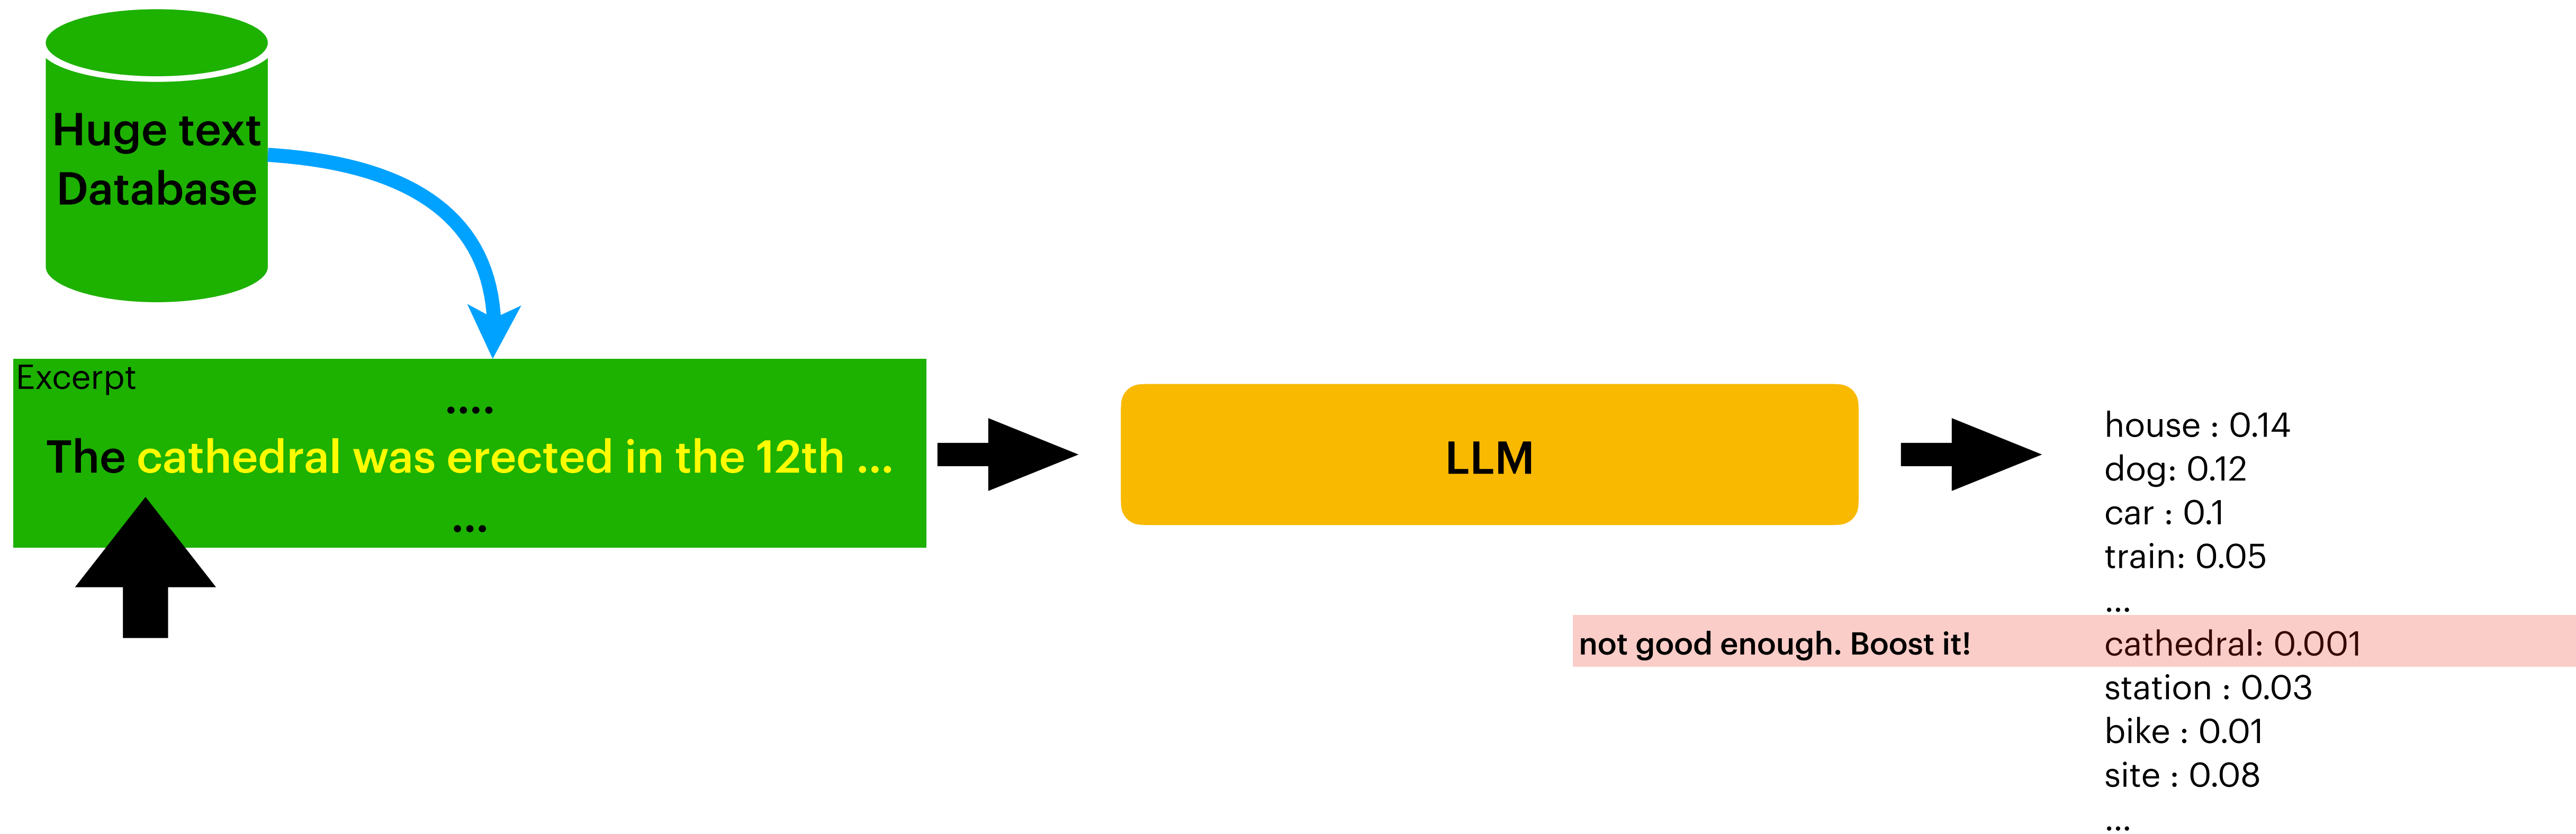 Huge text
Database
Excerpt
....
The cathedral was erected in the 12th ...
...
LLM
house : 0.14
dog: 0.12
car : 0.1
train: 0.05
...
not good enough. Boost it! cathedral: 0.001
station : 0.03
bike : 0.01
site : 0.08
...